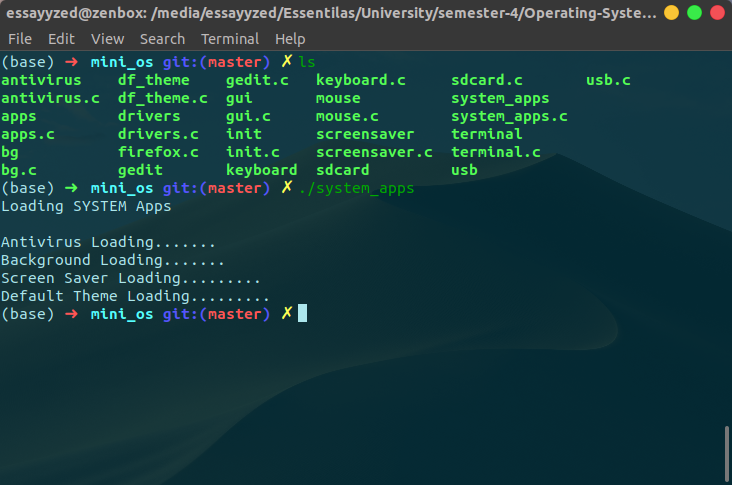 essayyzed@zenbox: /media/essayyzed/Essentilas/University/semester-4/Operating-Syste...
File Edit View Search Terminal Help
(base) ➜ mini_os git:(master) ✗ ls
antivirus df_theme gedit.c keyboard.c sdcard.c usb.c
antivirus.c df_theme.c gui mouse system_apps
apps drivers gui.c mouse.c system_apps.c
apps.c drivers.c init screensaver terminal
bg firefox.c init.c screensaver.c terminal.c
bg.c gedit keyboard sdcard usb
(base) ➜ mini_os git:(master) ✗ ./system_apps
Loading SYSTEM Apps
Antivirus Loading.......
Background Loading.......
Screen Saver Loading.........
Default Theme Loading.........
(base) ➜ mini_os git:(master) ✗